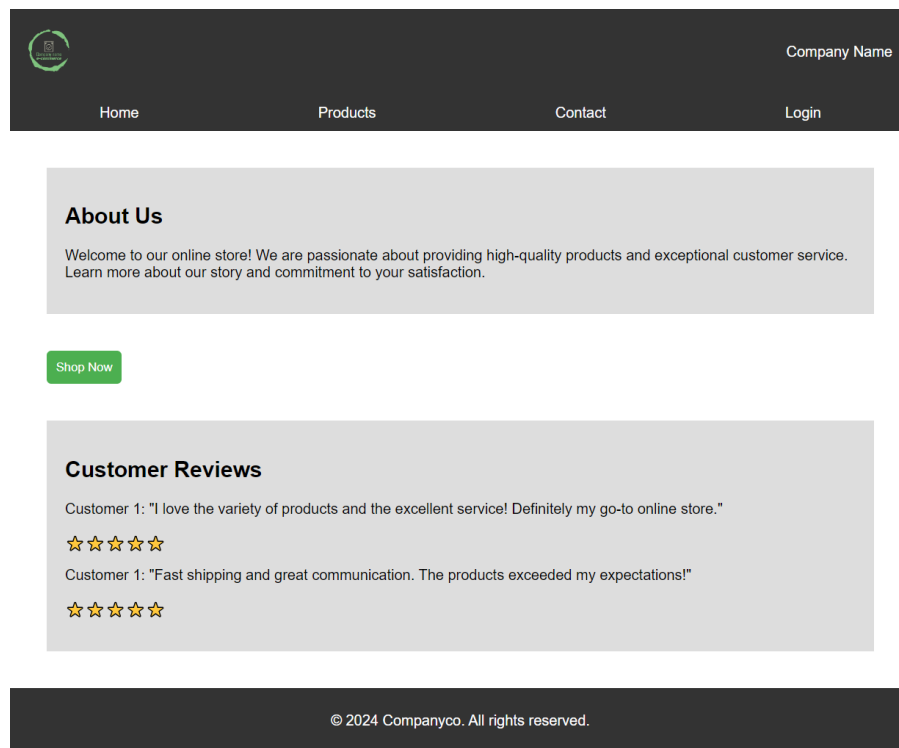 Company Name
Home Products Contact Login
About Us
Welcome to our online store! We are passionate about providing high-quality products and exceptional customer service.
Learn more about our story and commitment to your satisfaction.
Shop Now
Customer Reviews
Customer 1: "I love the variety of products and the excellent service! Definitely my go-to online store."
Customer 1: "Fast shipping and great communication. The products exceeded my expectations!"
© 2024 Companyco. All rights reserved.